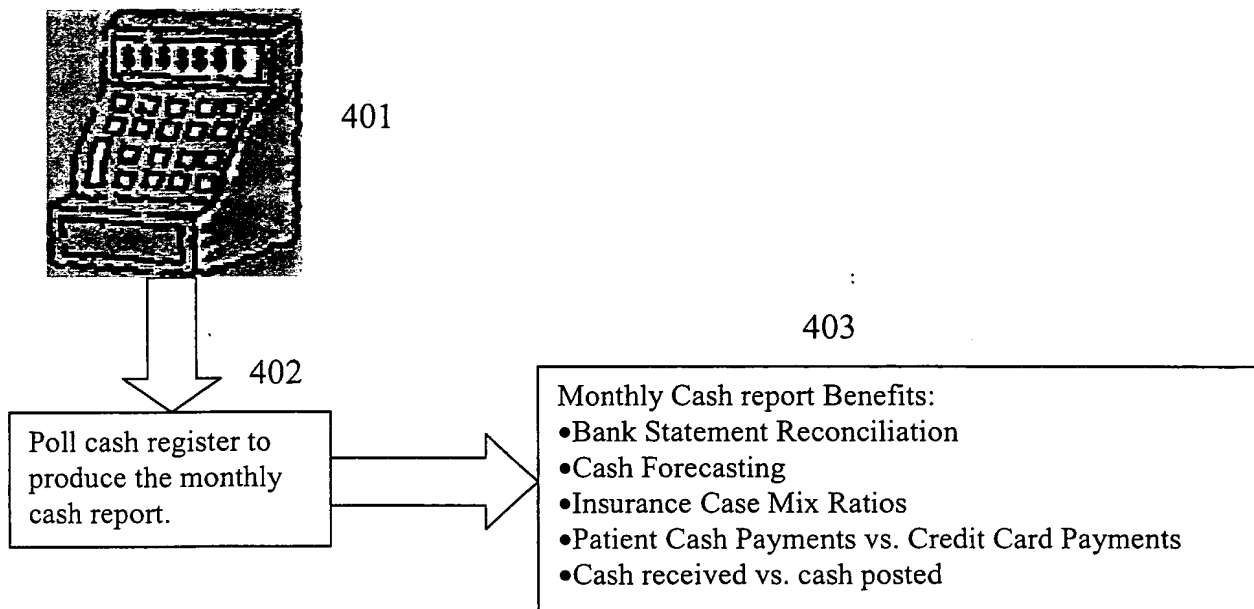 $$$$$$$
401
402
403
Poll cash register to
produce the monthly
cash report.
Monthly Cash report Benefits:
•Bank Statement Reconciliation
•Cash Forecasting
•Insurance Case Mix Ratios
•Patient Cash Payments vs. Credit Card Payments
•Cash received vs. cash posted